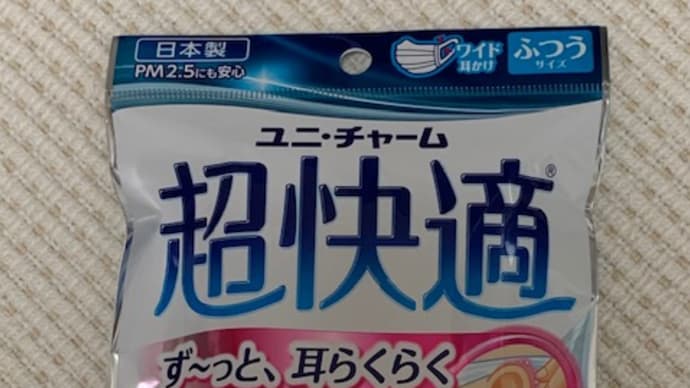 日本製
PM2.5にも安心
ワイド
耳かけ
ふつう
サイズ
ユニ・チャーム
超快適®
ず〜っと、耳らくらく